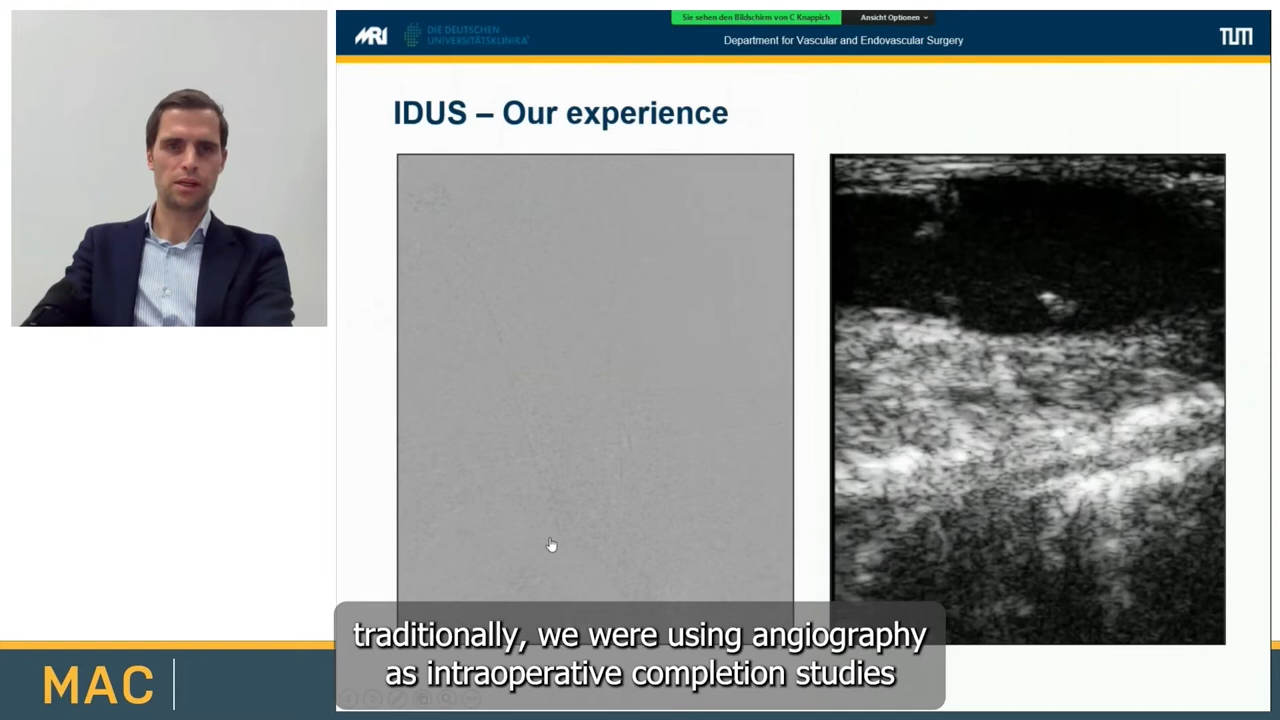 Sie sehen den Bildschirm von C Knappich
Ansicht Optionen
MRI
DIE DEUTSCHEN
UNIVERSITÄTSKLINIKA®
Department for Vascular and Endovascular Surgery
TUM
IDUS – Our experience
traditionally, we were using angiography
as intraoperative completion studies
MAC